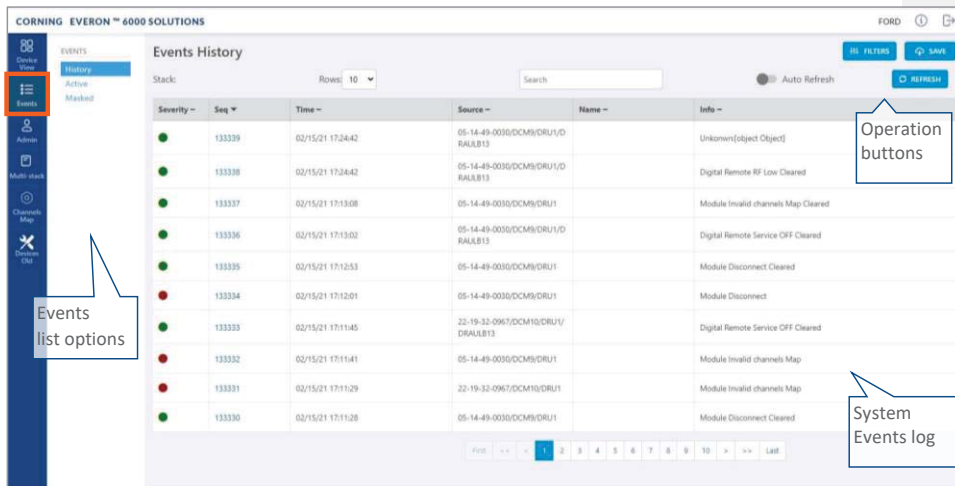 CORNING EVERON ™ 6000 SOLUTIONS
FORD
Device
View
Events
Admin
Multi-stack
Channels
Map
Devices
Old
EVENTS
History
Active
Masked
Events
list options
Events History
FILTERS
SAVE
Stack:
Rows: 10
Search
Auto Refresh
REFRESH
Operation
buttons
Severity Seq Time Source Name Info
133339 02/15/21 17:24:42 05-14-49-0030/DCM9/DRU1/D Unkonwn[object Object]
RAULB13
133338 02/15/21 17:24:42 05-14-49-0030/DCM9/DRU1/D Digital Remote RF Low Cleared
RAULB13
133337 02/15/21 17:13:08 05-14-49-0030/DCM9/DRU1 Module Invalid channels Map Cleared
133336 02/15/21 17:13:02 05-14-49-0030/DCM9/DRU1/D Digital Remote Service OFF Cleared
RAULB13
133335 02/15/21 17:12:53 05-14-49-0030/DCM9/DRU1 Module Disconnect Cleared
133334 02/15/21 17:12:01 05-14-49-0030/DCM9/DRU1 Module Disconnect
133333 02/15/21 17:11:45 22-19-32-0967/DCM10/DRU1/ Digital Remote Service OFF Cleared
DRAULB13
133332 02/15/21 17:11:41 05-14-49-0030/DCM9/DRU1 Module Invalid channels Map
133331 02/15/21 17:11:29 22-19-32-0967/DCM10/DRU1 Module Invalid channels Map
133330 02/15/21 17:11:28 05-14-49-0030/DCM9/DRU1 Module Disconnect Cleared
System
Events log
First << < 1 2 3 4 5 6 7 8 9 10 > >> Last